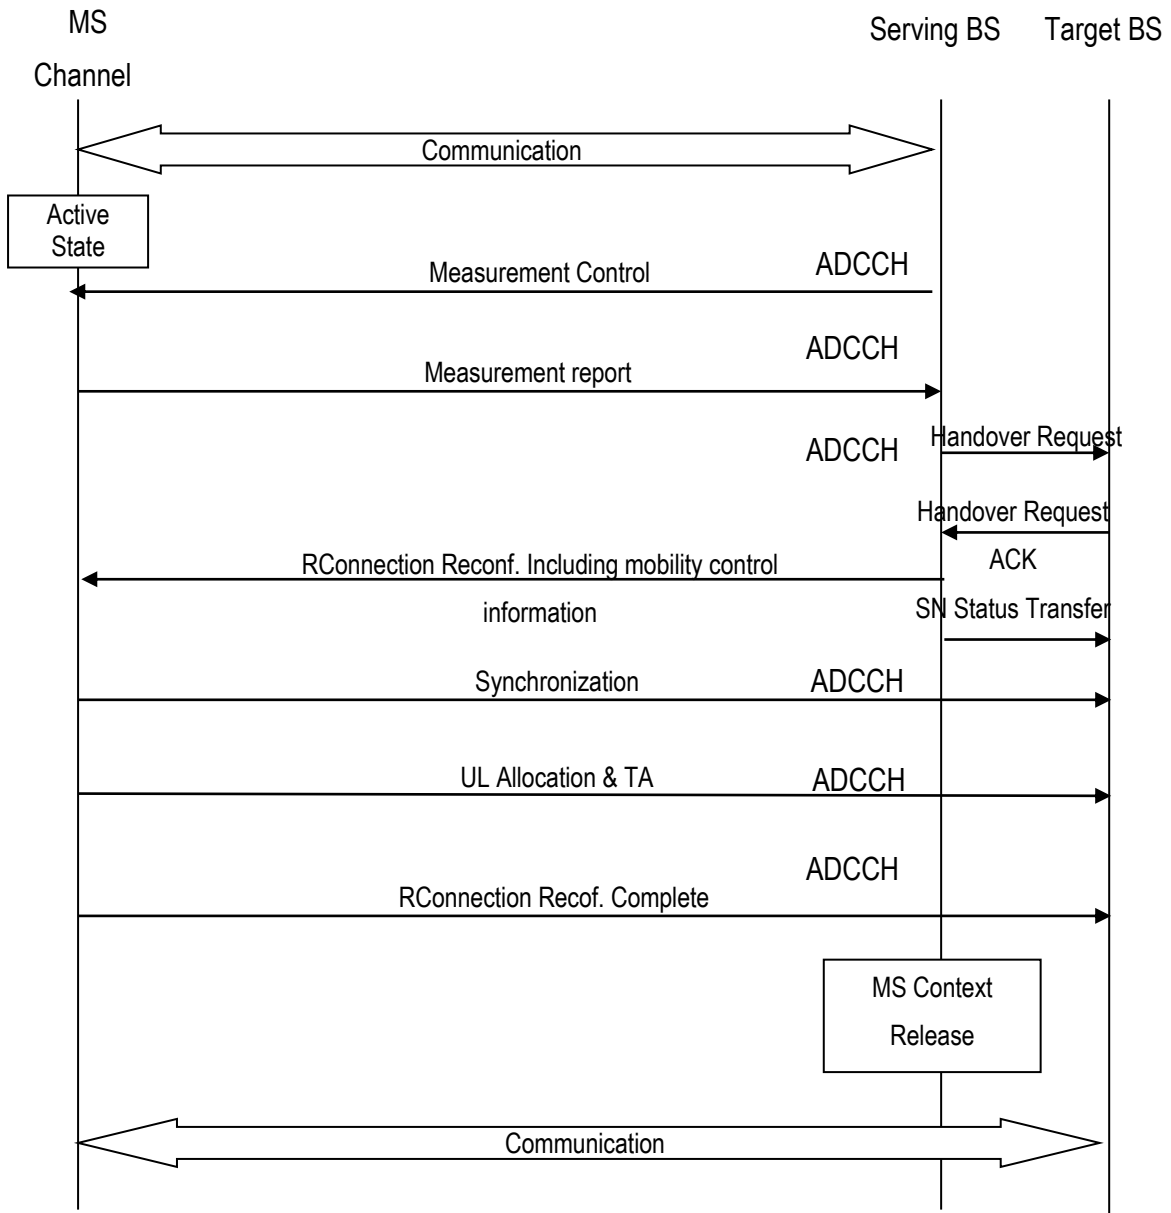 MS
Serving BS
Target BS
Channel
Communication
Active
State
Measurement Control
ADCCH
ADCCH
Measurement report
Handover Request
ADCCH
Handover Request
RConnection Reconf. Including mobility control
ACK
information
SN Status Transfer
Synchronization
ADCCH
UL Allocation & TA
ADCCH
ADCCH
RConnection Recof. Complete
MS Context
Release
Communication